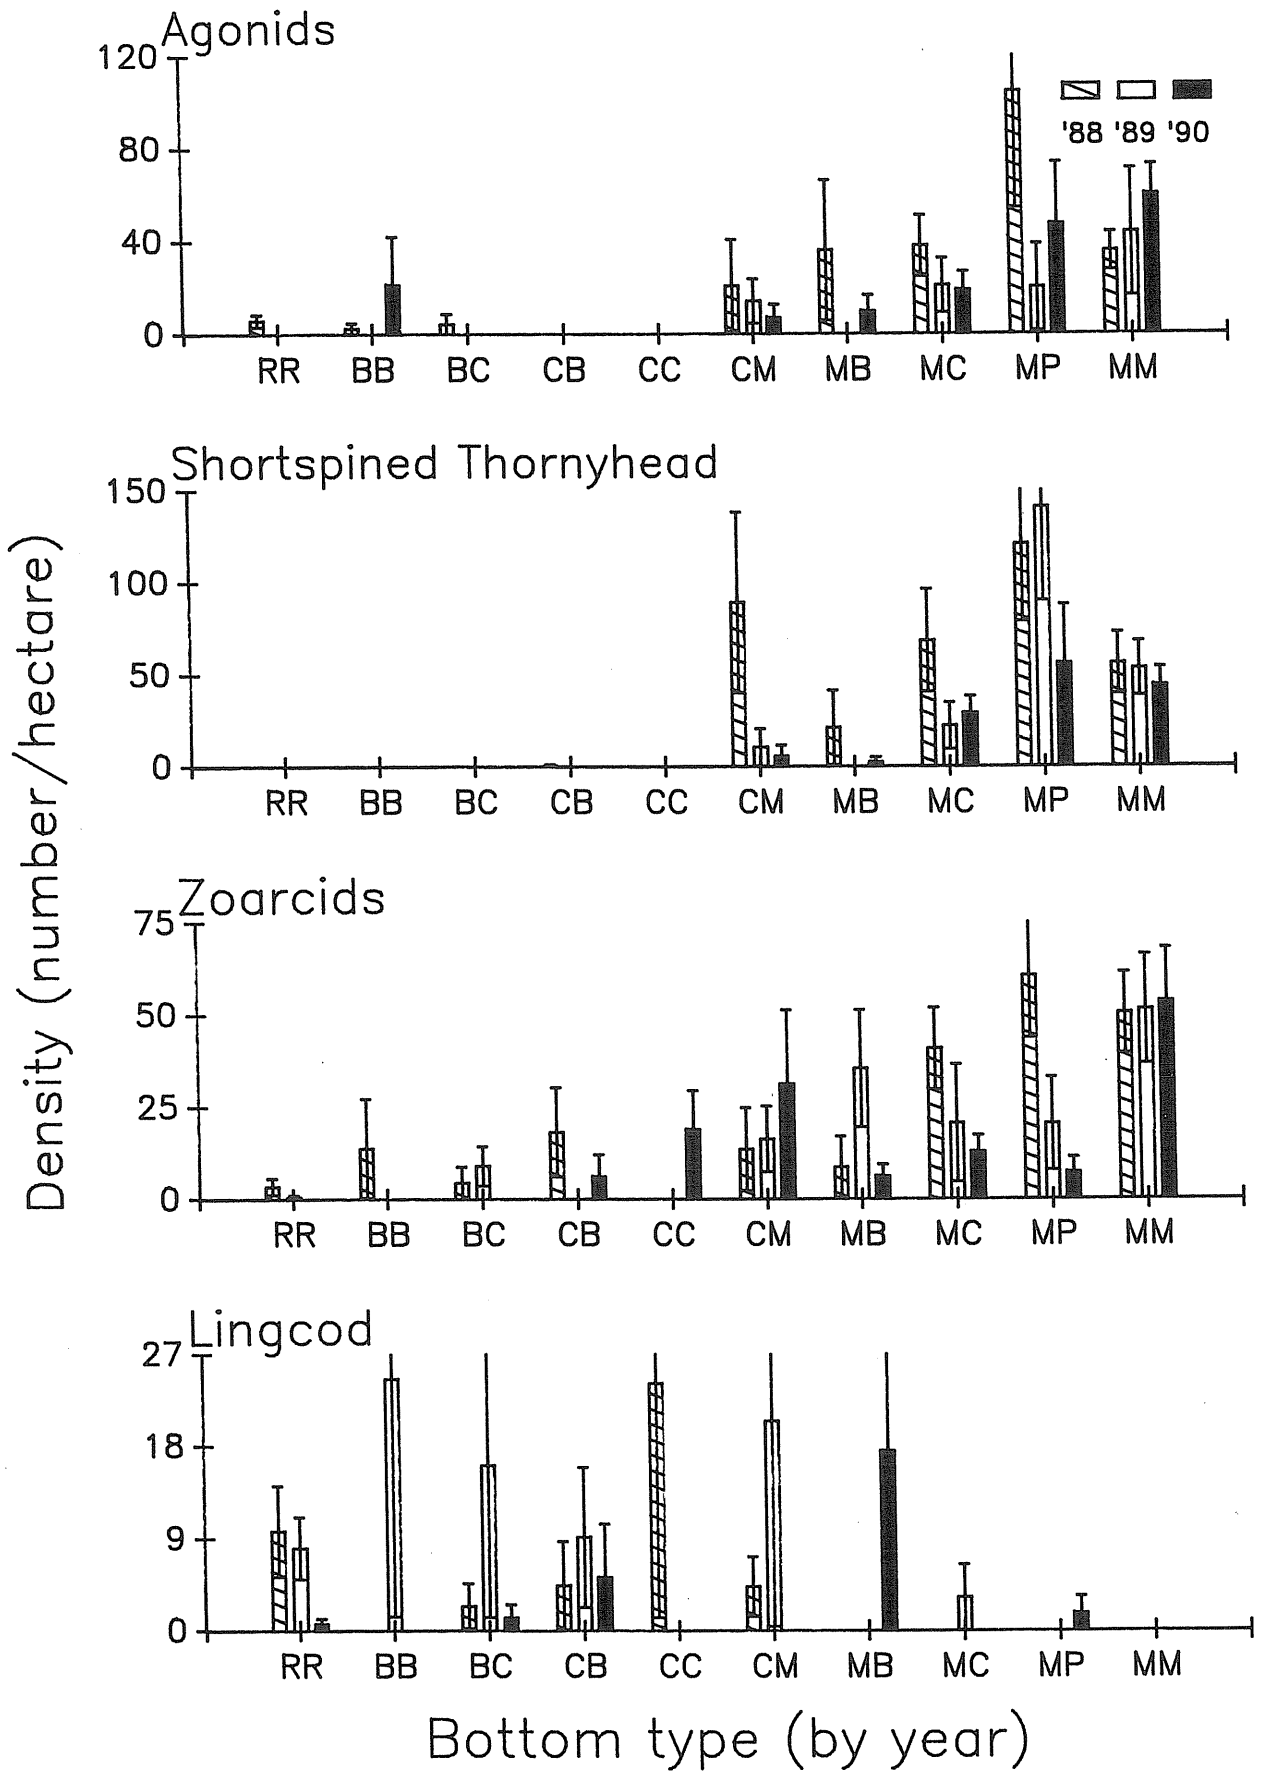 Agonids
120
80
40
0
'88 '89 '90
RR BB BC CB CC CM MB MC MP MM
Shortspined Thornyhead
150
100
50
0
RR BB BC CB CC CM MB MC MP MM
Density (number/hectare)
Zoarcids
75
50
25
0
RR BB BC CB CC CM MB MC MP MM
Lingcod
27
18
9
0
RR BB BC CB CC CM MB MC MP MM
Bottom type (by year)